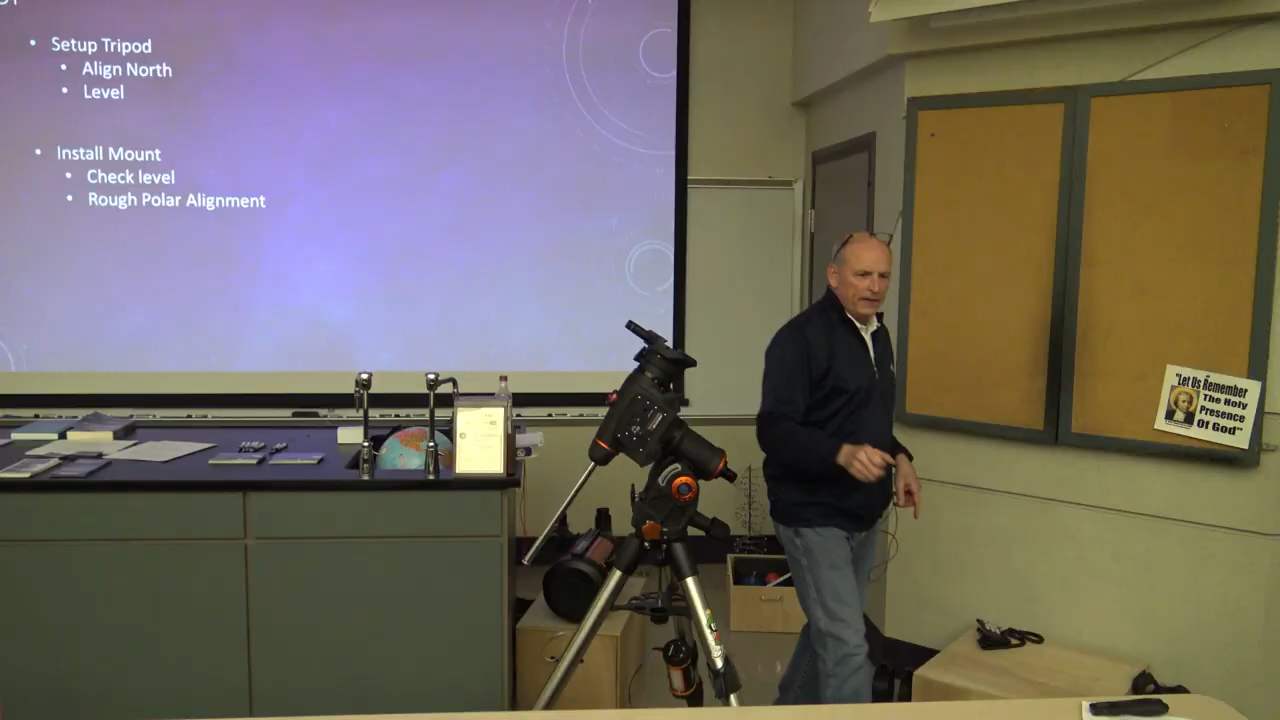 • Setup Tripod
• Align North
• Level
• Install Mount
• Check level
• Rough Polar Alignment
"Let Us Remember
The Holy
Presence
Of God"